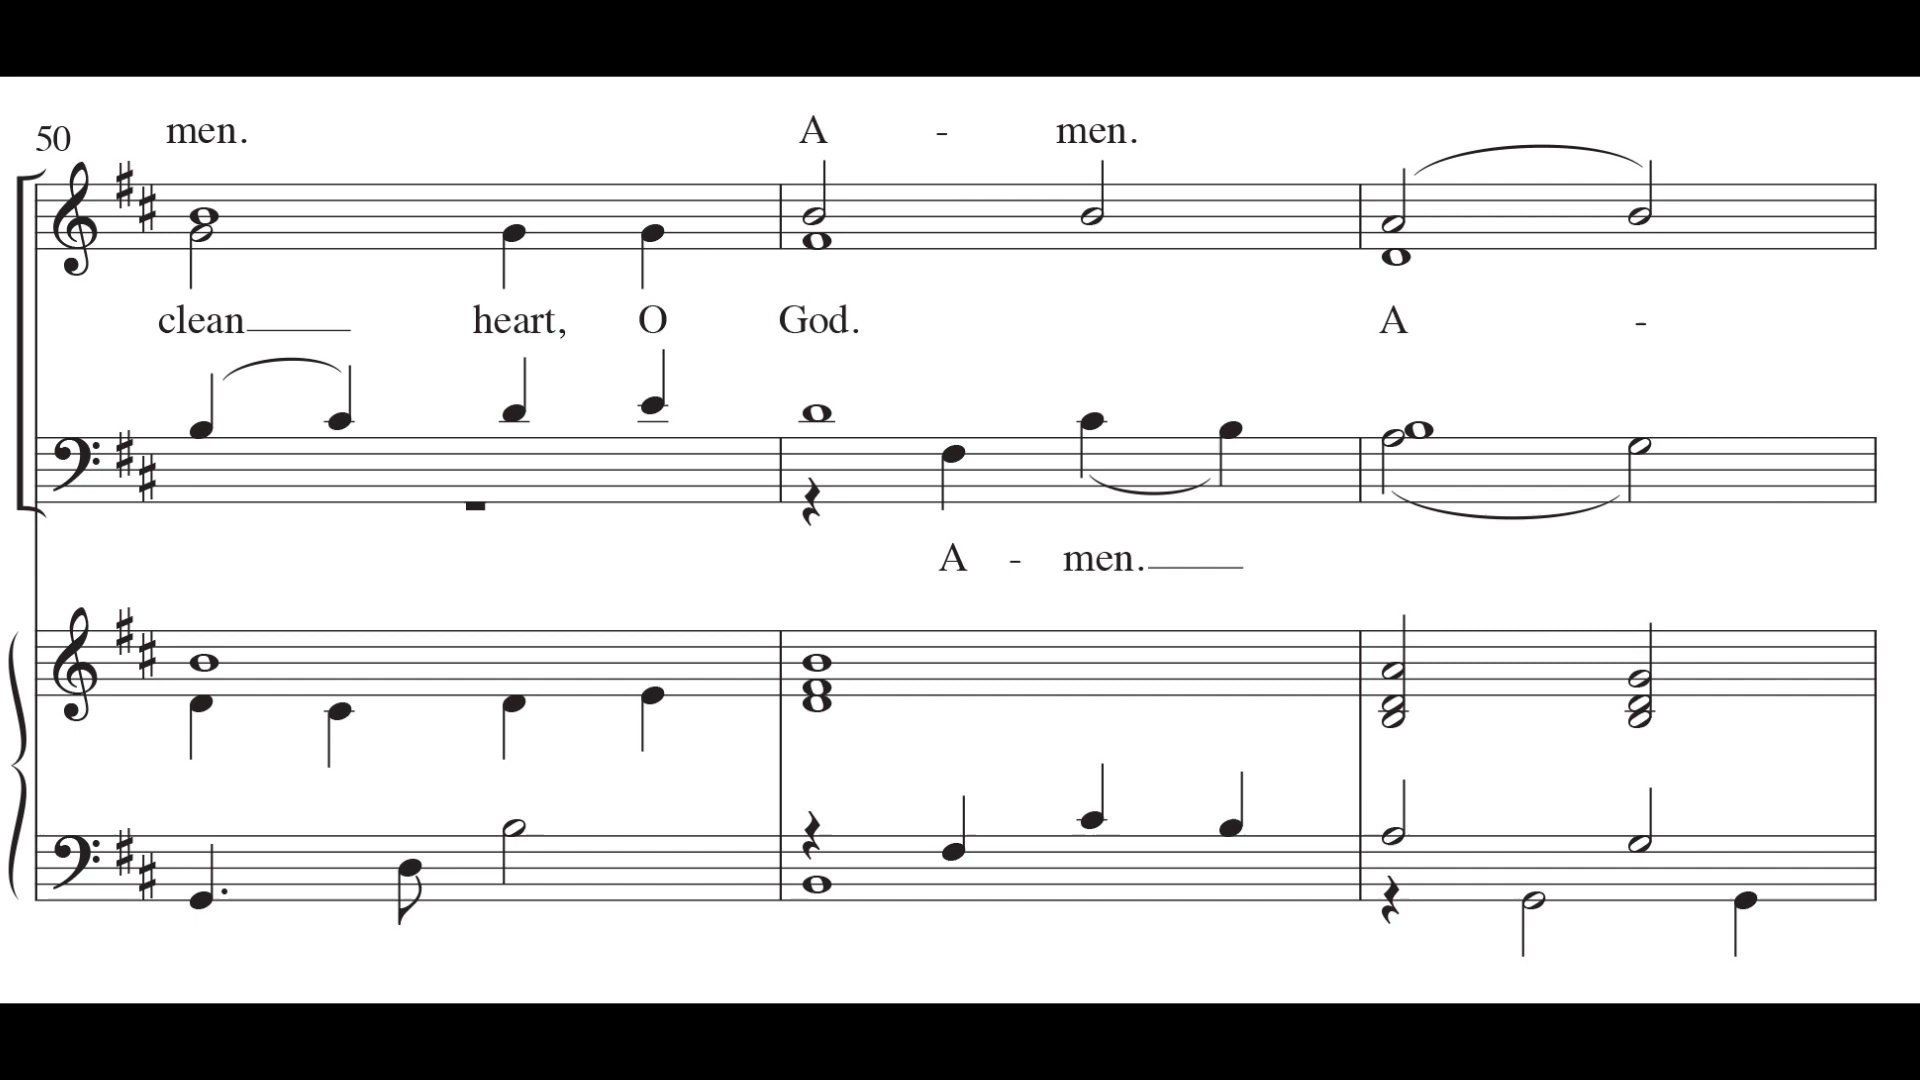 50 men. A - men.
clean heart, O God. A -
A - men.